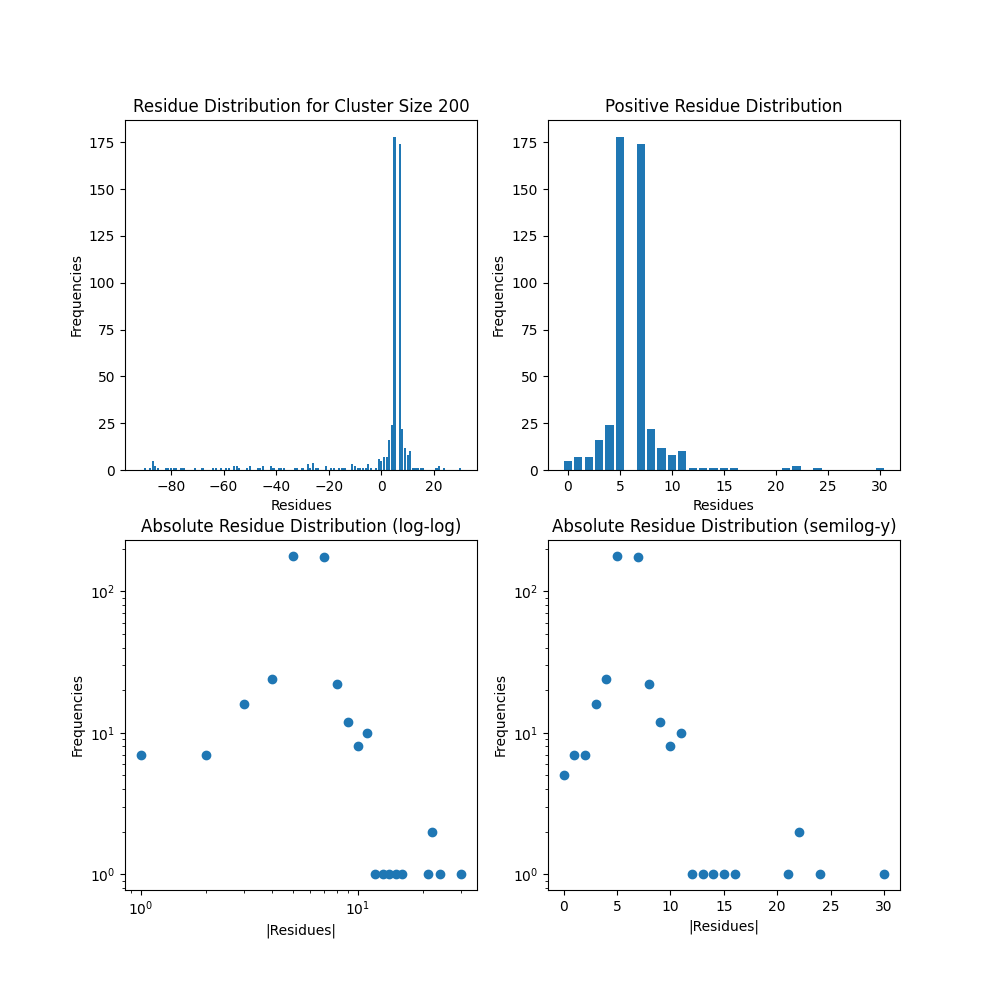 Residue Distribution for Cluster Size 200
175
150
125
100
75
50
25
0
Frequencies
−80 −60 −40 −20 0 20
Residues
Positive Residue Distribution
175
150
125
100
75
50
25
0
Frequencies
0 5 10 15 20 25 30
Residues
Absolute Residue Distribution (log-log)
10²
10¹
10⁰
Frequencies
10⁰ 10¹
|Residues|
Absolute Residue Distribution (semilog-y)
10²
10¹
10⁰
Frequencies
0 5 10 15 20 25 30
|Residues|